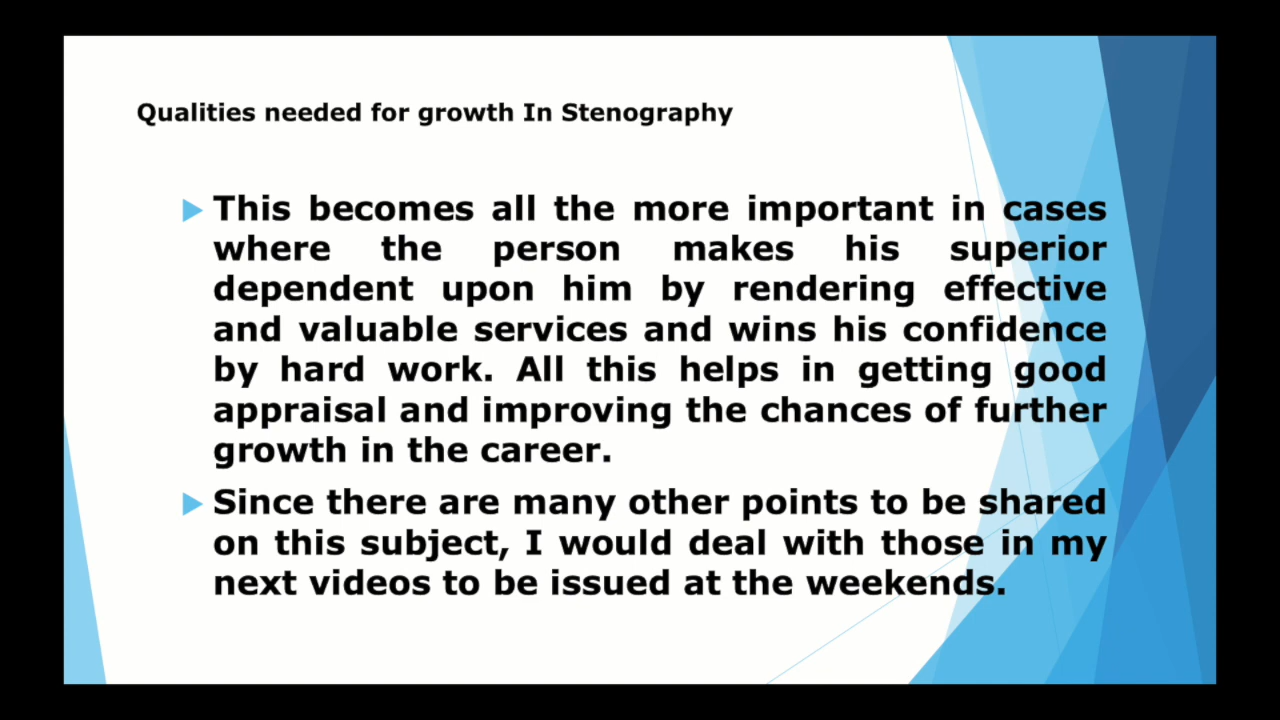 Qualities needed for growth In Stenography
This becomes all the more important in cases
where the person makes his superior
dependent upon him by rendering effective
and valuable services and wins his confidence
by hard work. All this helps in getting good
appraisal and improving the chances of further
growth in the career.
Since there are many other points to be shared
on this subject, I would deal with those in my
next videos to be issued at the weekends.